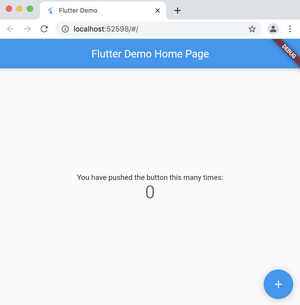 Flutter Demo
localhost:52598/#/
Flutter Demo Home Page
DEBUG
You have pushed the button this many times:
0